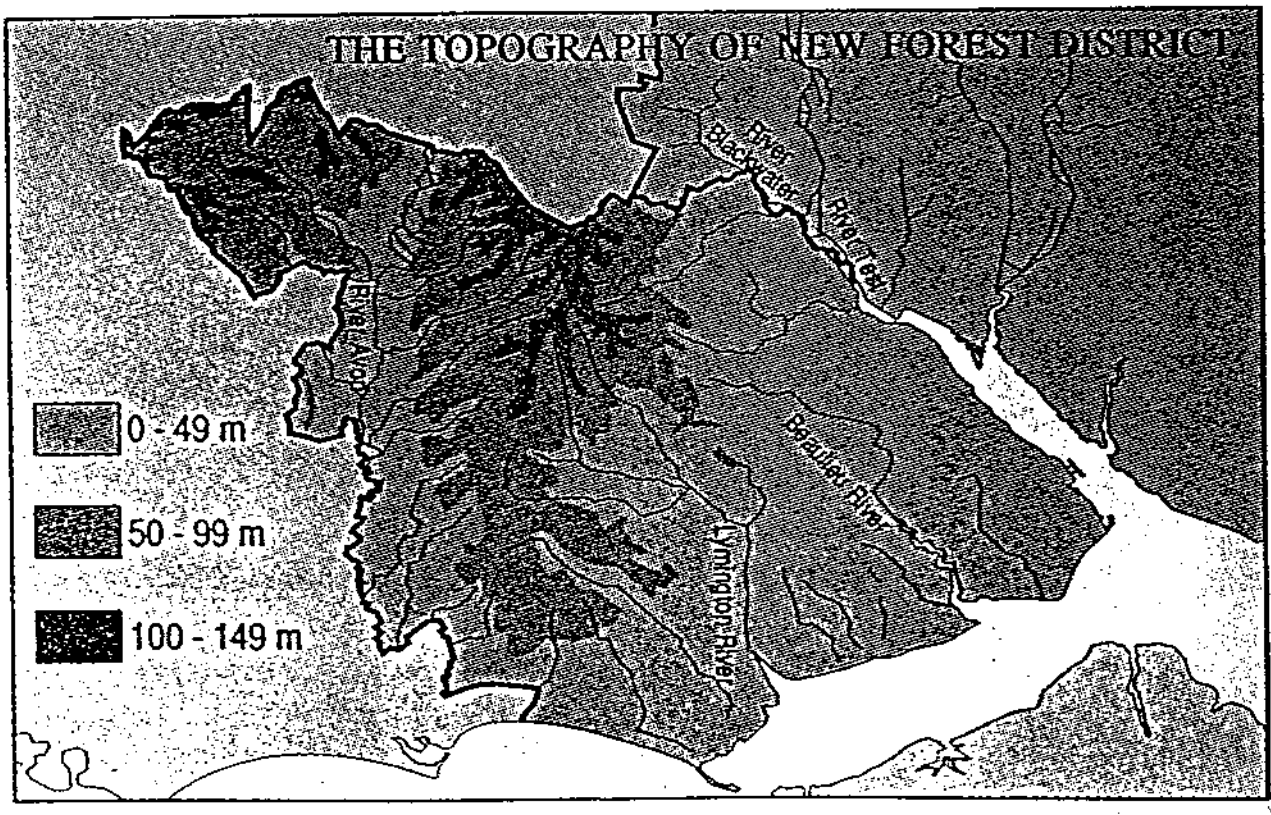 THE TOPOGRAPHY OF NEW FOREST DISTRICT.
River
Blackwater
River Test
River Avon
0 - 49 m
50 - 99 m
100 - 149 m
Beaulieu River
Lymington River